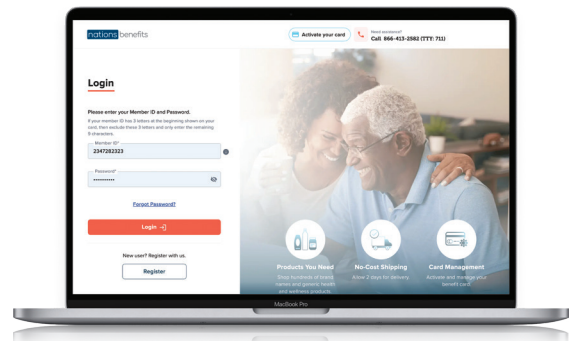 nations benefits
Activate your card
Need assistance?
Call 866-413-2582 (TTY: 711)
Login
Please enter your Member ID and Password.
If your member ID has 3 letters at the beginning shown on your
card, then exclude these 3 letters and only enter the remaining
9 characters.
Member ID*
2347282323
Password*
••••••••••
Forgot Password?
Login
New user? Register with us.
Register
Products You Need
Shop hundreds of brand
names and generic health
and wellness products.
No-Cost Shipping
Allow 2 days for delivery.
Card Management
Activate and manage your
benefit card.
MacBook Pro